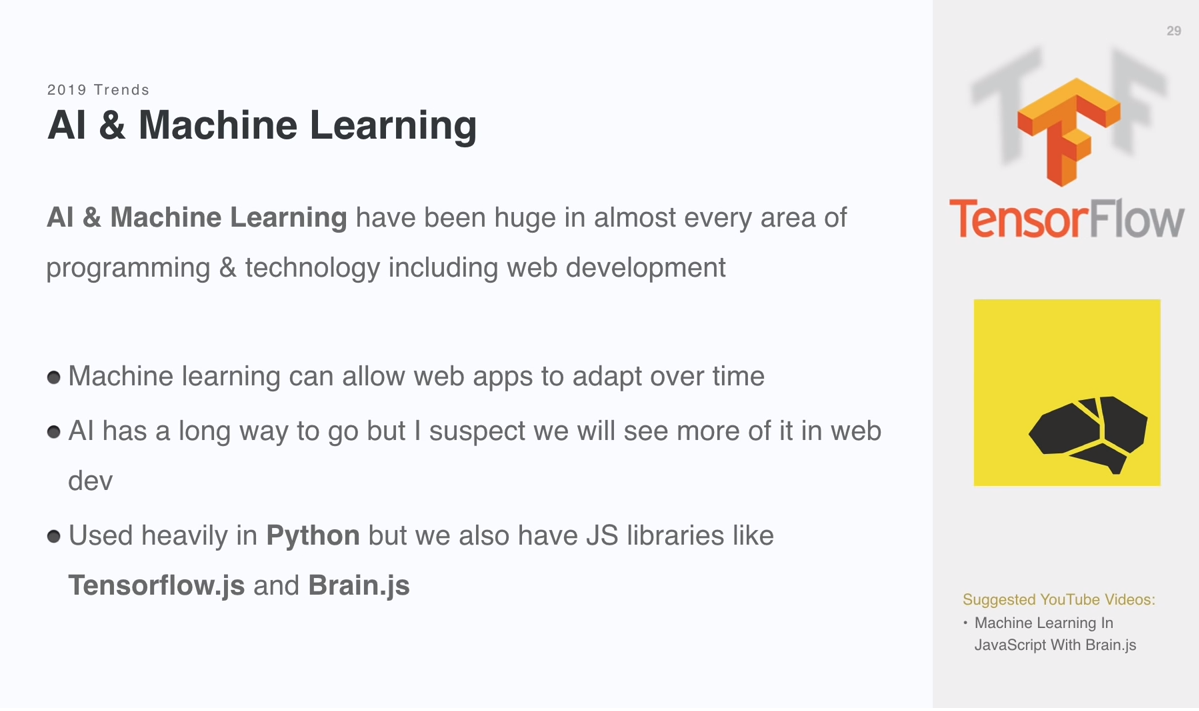 29
2019 Trends
AI & Machine Learning
AI & Machine Learning have been huge in almost every area of
programming & technology including web development
● Machine learning can allow web apps to adapt over time
● AI has a long way to go but I suspect we will see more of it in web
dev
● Used heavily in Python but we also have JS libraries like
Tensorflow.js and Brain.js
TensorFlow
Suggested YouTube Videos:
• Machine Learning In
JavaScript With Brain.js